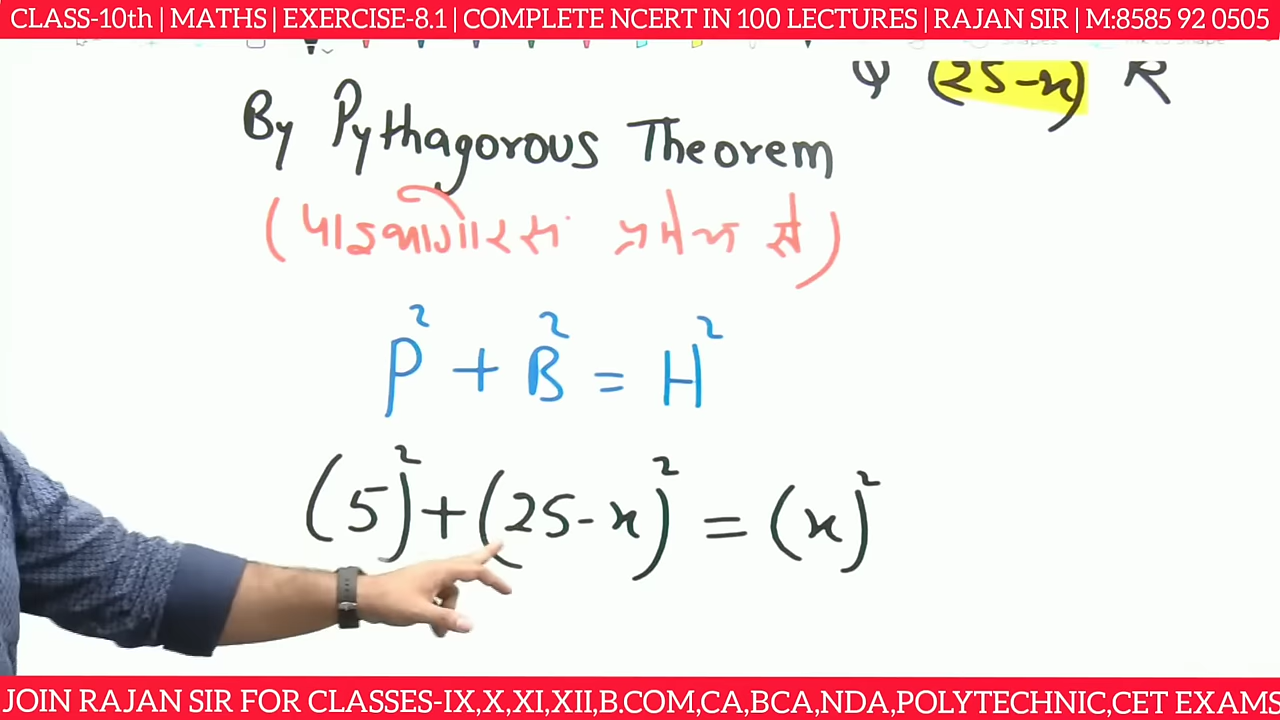 CLASS-10th | MATHS | EXERCISE-8.1 | COMPLETE NCERT IN 100 LECTURES | RAJAN SIR | M:8585 92 0505
Q (25-x) R
By Pythagorous Theorem
(पाइथागोरस प्रमेय से)
P² + B² = H²
(5)² + (25-x)² = (x)²
JOIN RAJAN SIR FOR CLASSES-IX,X,XI,XII,B.COM,CA,BCA,NDA,POLYTECHNIC,CET EXAMS